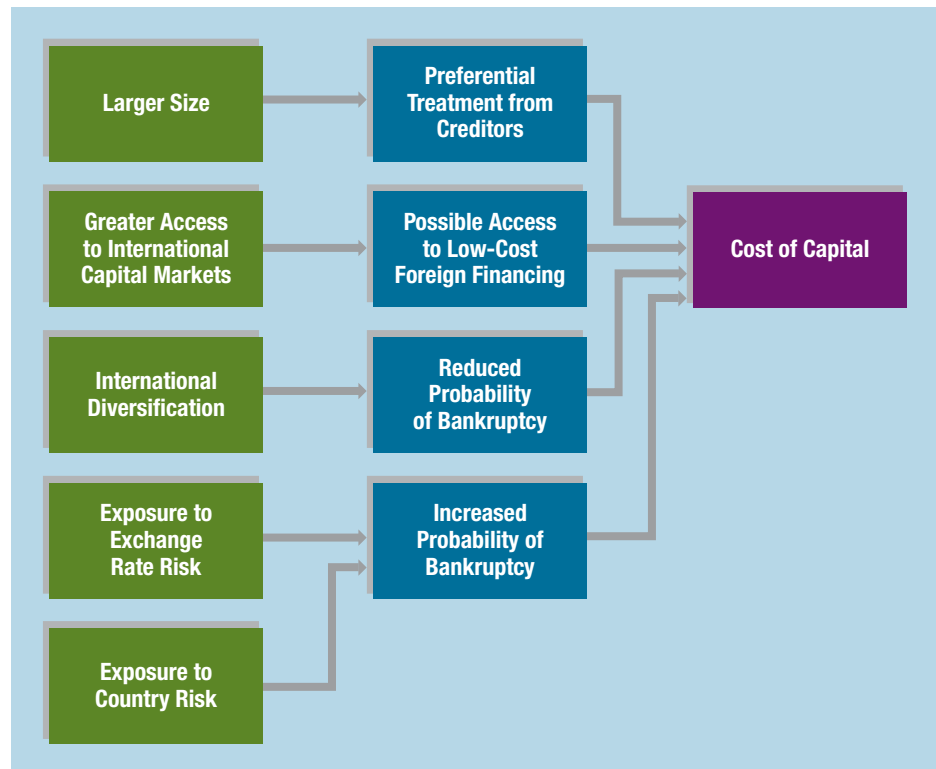 Larger Size
Preferential
Treatment from
Creditors
Greater Access
to International
Capital Markets
Possible Access
to Low-Cost
Foreign Financing
Cost of Capital
International
Diversification
Reduced
Probability
of Bankruptcy
Exposure to
Exchange
Rate Risk
Increased
Probability of
Bankruptcy
Exposure to
Country Risk